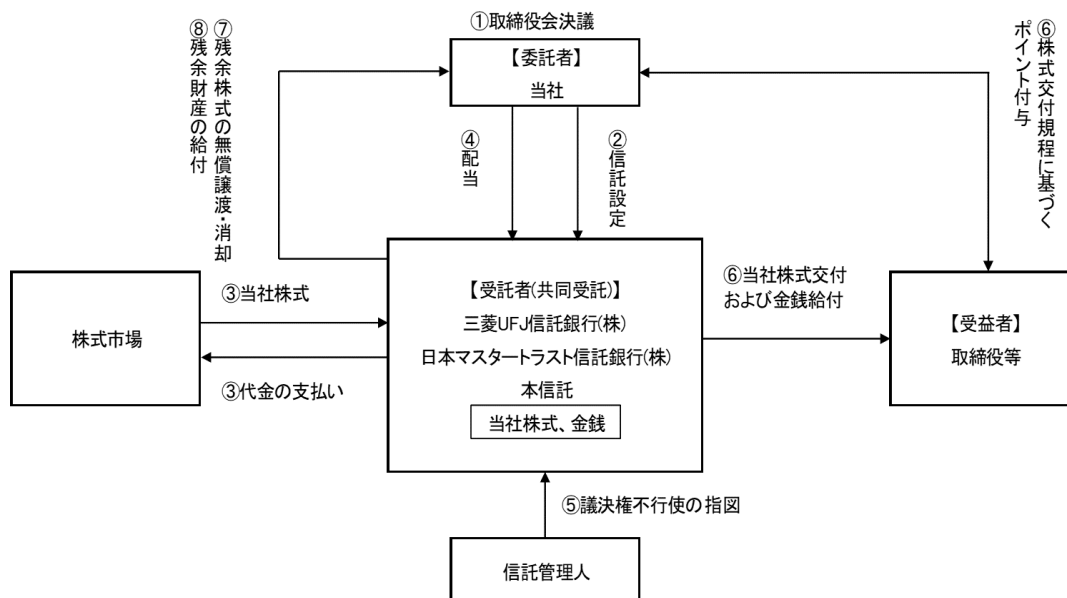 ①取締役会決議
【委託者】
当社
⑧残余財産の給付
⑦残余株式の無償譲渡・消却
④配当
②信託設定
⑥株式交付規程に基づく
ポイント付与
株式市場
③当社株式
③代金の支払い
【受託者(共同受託)】
三菱UFJ信託銀行(株)
日本マスタートラスト信託銀行(株)
本信託
当社株式、金銭
⑥当社株式交付
および金銭給付
【受益者】
取締役等
⑤議決権不行使の指図
信託管理人